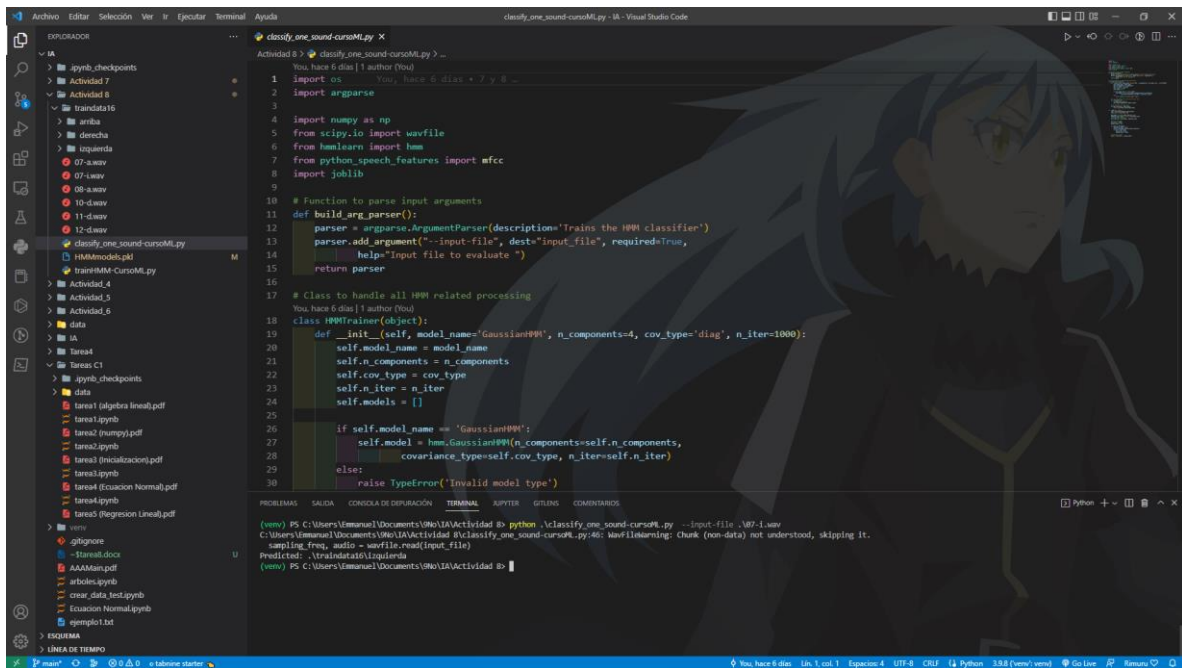 Archivo Editar Selección Ver Ir Ejecutar Terminal Ayuda
classify_one_sound-cursoML.py - IA - Visual Studio Code
EXPLORADOR
IA
.ipynb_checkpoints
Actividad 7
Actividad 8
traindata16
arriba
derecha
izquierda
07-a.wav
07-i.wav
08-a.wav
10-d.wav
11-d.wav
12-d.wav
classify_one_sound-cursoML.py
HMMmodels.pkl M
trainHMM-CursoML.py
Actividad_4
Actividad_5
Actividad_6
data
IA
Tarea4
Tareas C1
.ipynb_checkpoints
data
tarea1 (algebra lineal).pdf
tarea1.ipynb
tarea2 (numpy).pdf
tarea2.ipynb
tarea3 (Inicializacion).pdf
tarea3.ipynb
tarea4 (Ecuacion Normal).pdf
tarea4.ipynb
tarea5 (Regresion Lineal).pdf
venv
.gitignore
~$tarea8.docx U
AAAMain.pdf
arboles.ipynb
crear_data_test.ipynb
Ecuacion Normal.ipynb
ejemplo1.txt
ESQUEMA
LÍNEA DE TIEMPO
classify_one_sound-cursoML.py
Actividad 8 > classify_one_sound-cursoML.py > ...
You, hace 6 días | 1 author (You)
1 import os You, hace 6 días • 7 y 8 …
2 import argparse
3
4 import numpy as np
5 from scipy.io import wavfile
6 from hmmlearn import hmm
7 from python_speech_features import mfcc
8 import joblib
9
10 # Function to parse input arguments
11 def build_arg_parser():
12 parser = argparse.ArgumentParser(description='Trains the HMM classifier')
13 parser.add_argument("--input-file", dest="input_file", required=True,
14 help="Input file to evaluate ")
15 return parser
16
17 # Class to handle all HMM related processing
You, hace 6 días | 1 author (You)
18 class HMMTrainer(object):
19 def __init__(self, model_name='GaussianHMM', n_components=4, cov_type='diag', n_iter=1000):
20 self.model_name = model_name
21 self.n_components = n_components
22 self.cov_type = cov_type
23 self.n_iter = n_iter
24 self.models = []
25
26 if self.model_name == 'GaussianHMM':
27 self.model = hmm.GaussianHMM(n_components=self.n_components,
28 covariance_type=self.cov_type, n_iter=self.n_iter)
29 else:
30 raise TypeError('Invalid model type')
PROBLEMAS SALIDA CONSOLA DE DEPURACIÓN TERMINAL JUPYTER GITLENS COMENTARIOS
Python
(venv) PS C:\Users\Emmanuel\Documents\9No\IA\Actividad 8> python .\classify_one_sound-cursoML.py --input-file .\07-i.wav
C:\Users\Emmanuel\Documents\9No\IA\Actividad 8\classify_one_sound-cursoML.py:46: WavFileWarning: Chunk (non-data) not understood, skipping it.
sampling_freq, audio = wavfile.read(input_file)
Predicted: .\traindata16\izquierda
(venv) PS C:\Users\Emmanuel\Documents\9No\IA\Actividad 8>
main* 0 0 0 tabnine starter
You, hace 6 días Lín. 1, col. 1 Espacios: 4 UTF-8 CRLF Python 3.9.8 ('venv': venv) Go Live Rimuru